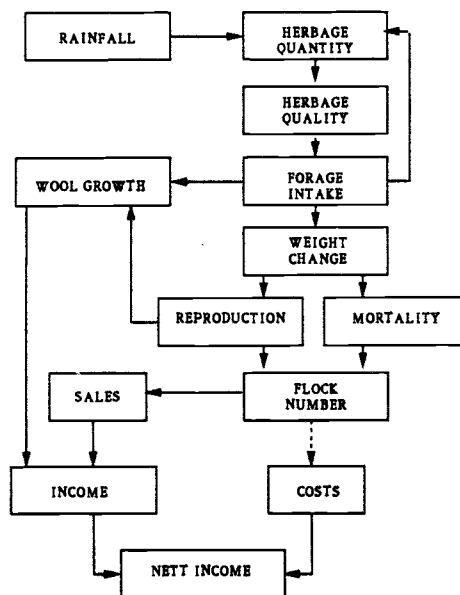 RAINFALL
HERBAGE
QUANTITY
HERBAGE
QUALITY
WOOL GROWTH
FORAGE
INTAKE
WEIGHT
CHANGE
REPRODUCTION
MORTALITY
SALES
FLOCK
NUMBER
INCOME
COSTS
NETT INCOME